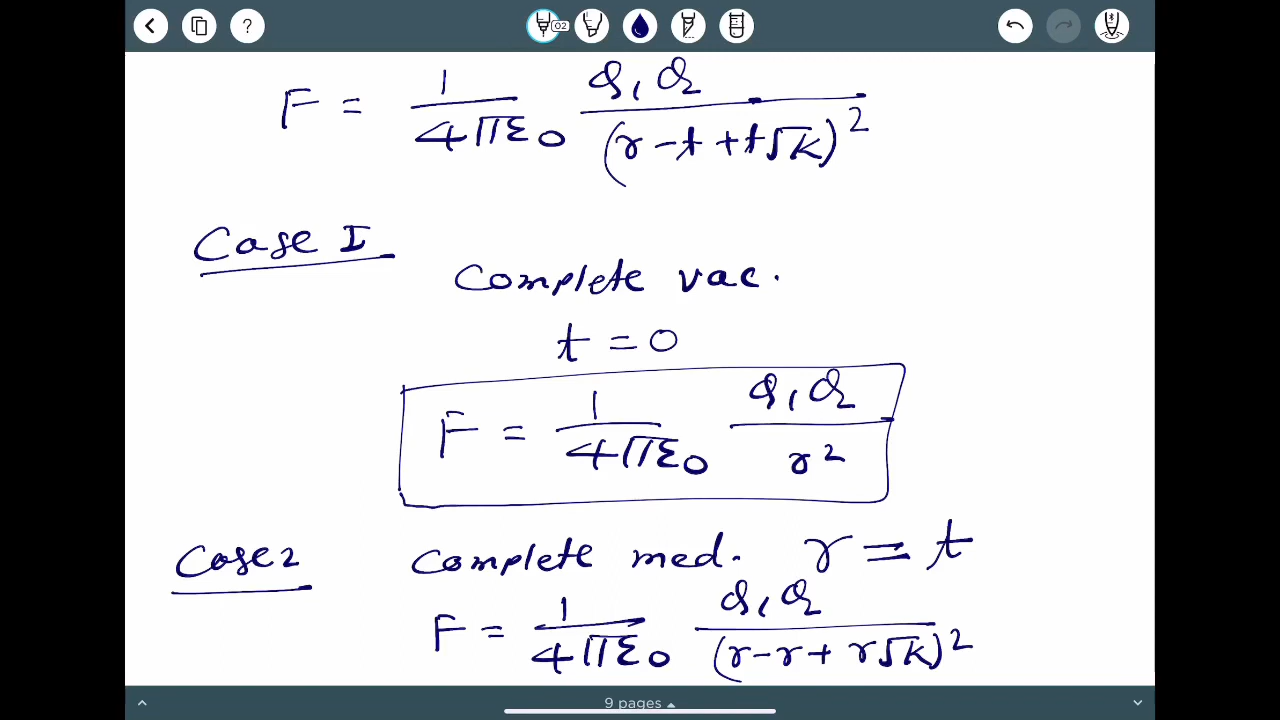 F = 1/4πε0 Q1Q2/(r - t + t√k)²
Case I
Complete vac.
t = 0
F = 1/4πε0 Q1Q2/r²
Case 2 Complete med. r = t
F = 1/4πε0 Q1Q2/(r-r+ r√k)²
9 pages